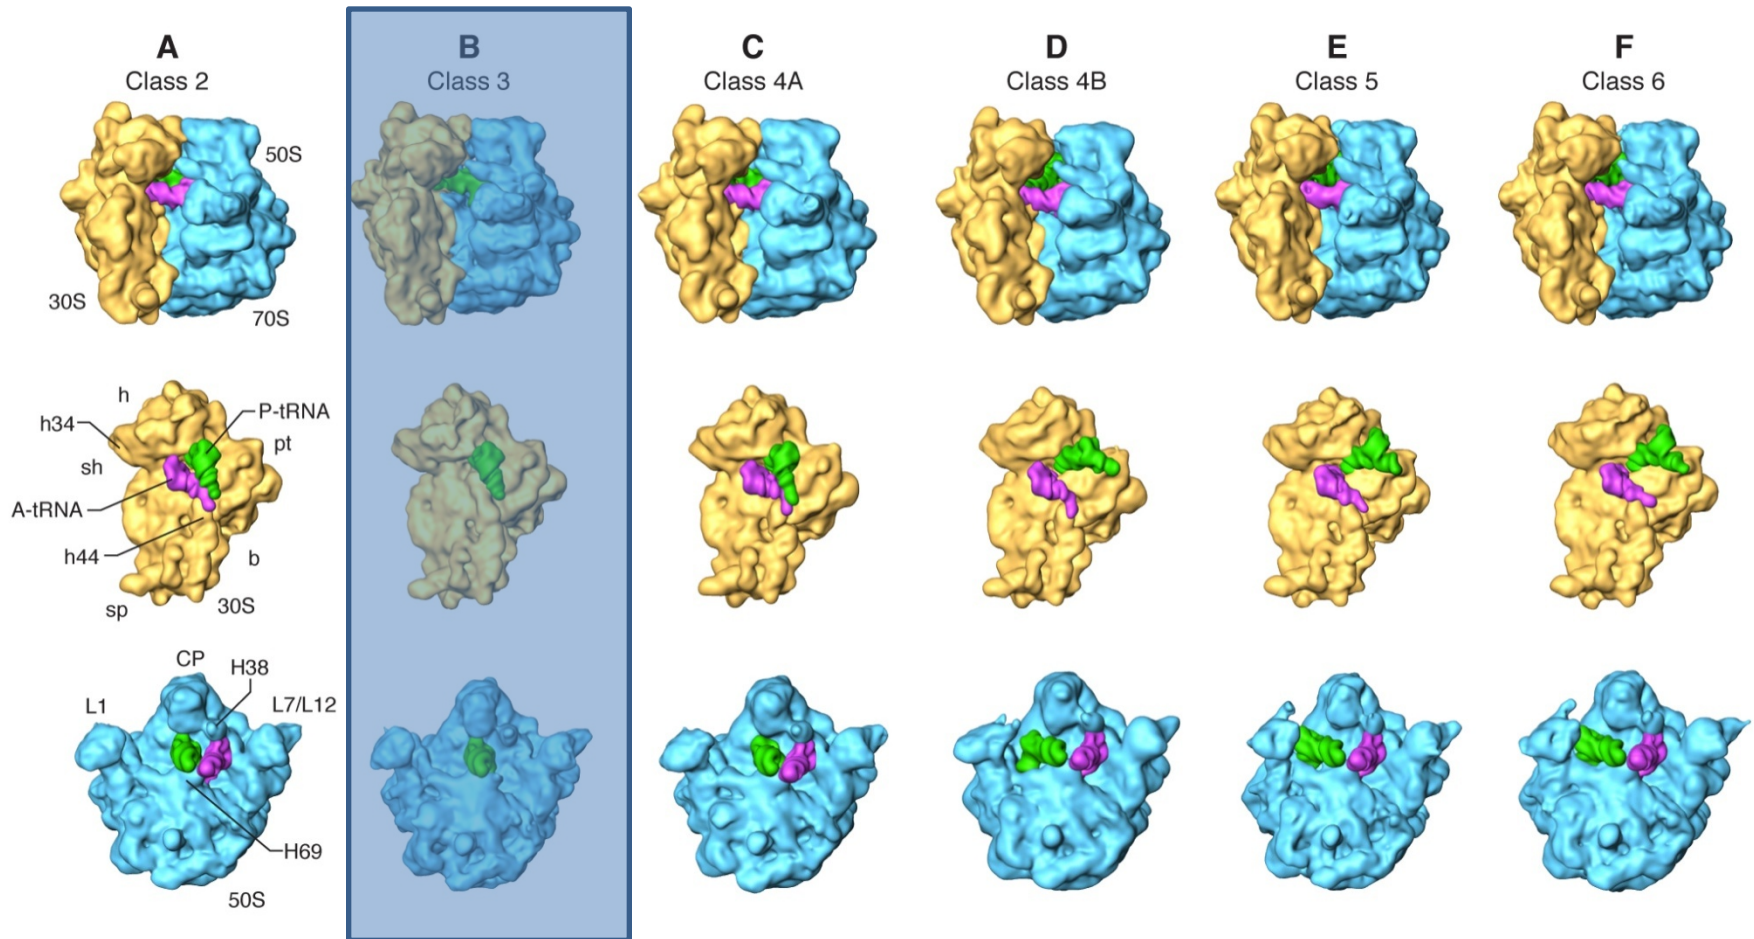 A
Class 2
B
Class 3
C
Class 4A
D
Class 4B
E
Class 5
F
Class 6
50S
30S
70S
h
h34
P-tRNA
pt
sh
A-tRNA
h44
b
sp
30S
CP
H38
L1
L7/L12
H69
50S